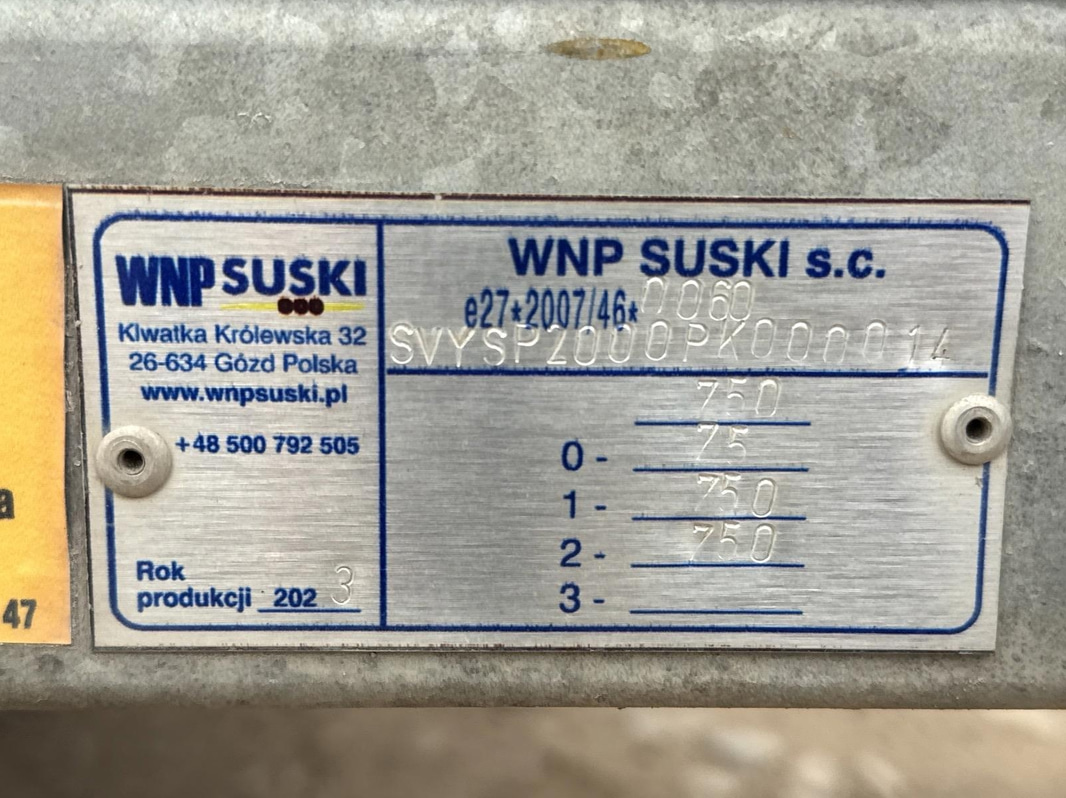 WNP SUSKI
Klwatka Królewska 32
26-634 Gózd Polska
www.wnpsuski.pl
+48 500 792 505
Rok
produkcji 2023
WNP SUSKI s.c.
e27*2007/46*0060
SVYSP2000PK000014
750
0 - 75
1 - 750
2 - 750
3 -
a
47